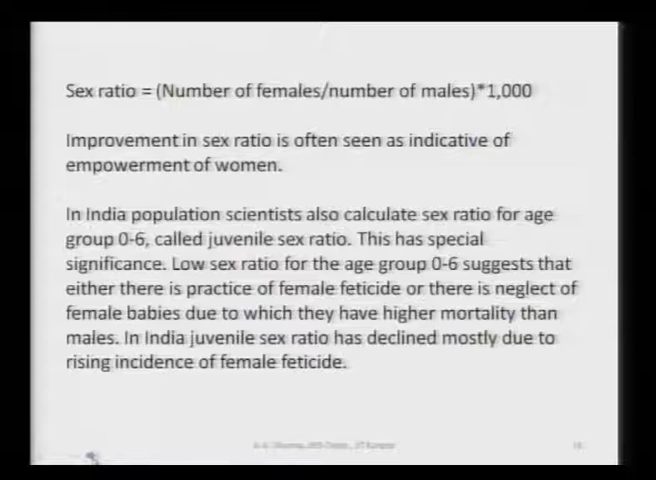 Sex ratio = (Number of females/number of males)*1,000
Improvement in sex ratio is often seen as indicative of
empowerment of women.
In India population scientists also calculate sex ratio for age
group 0-6, called juvenile sex ratio. This has special
significance. Low sex ratio for the age group 0-6 suggests that
either there is practice of female feticide or there is neglect of
female babies due to which they have higher mortality than
males. In India juvenile sex ratio has declined mostly due to
rising incidence of female feticide.